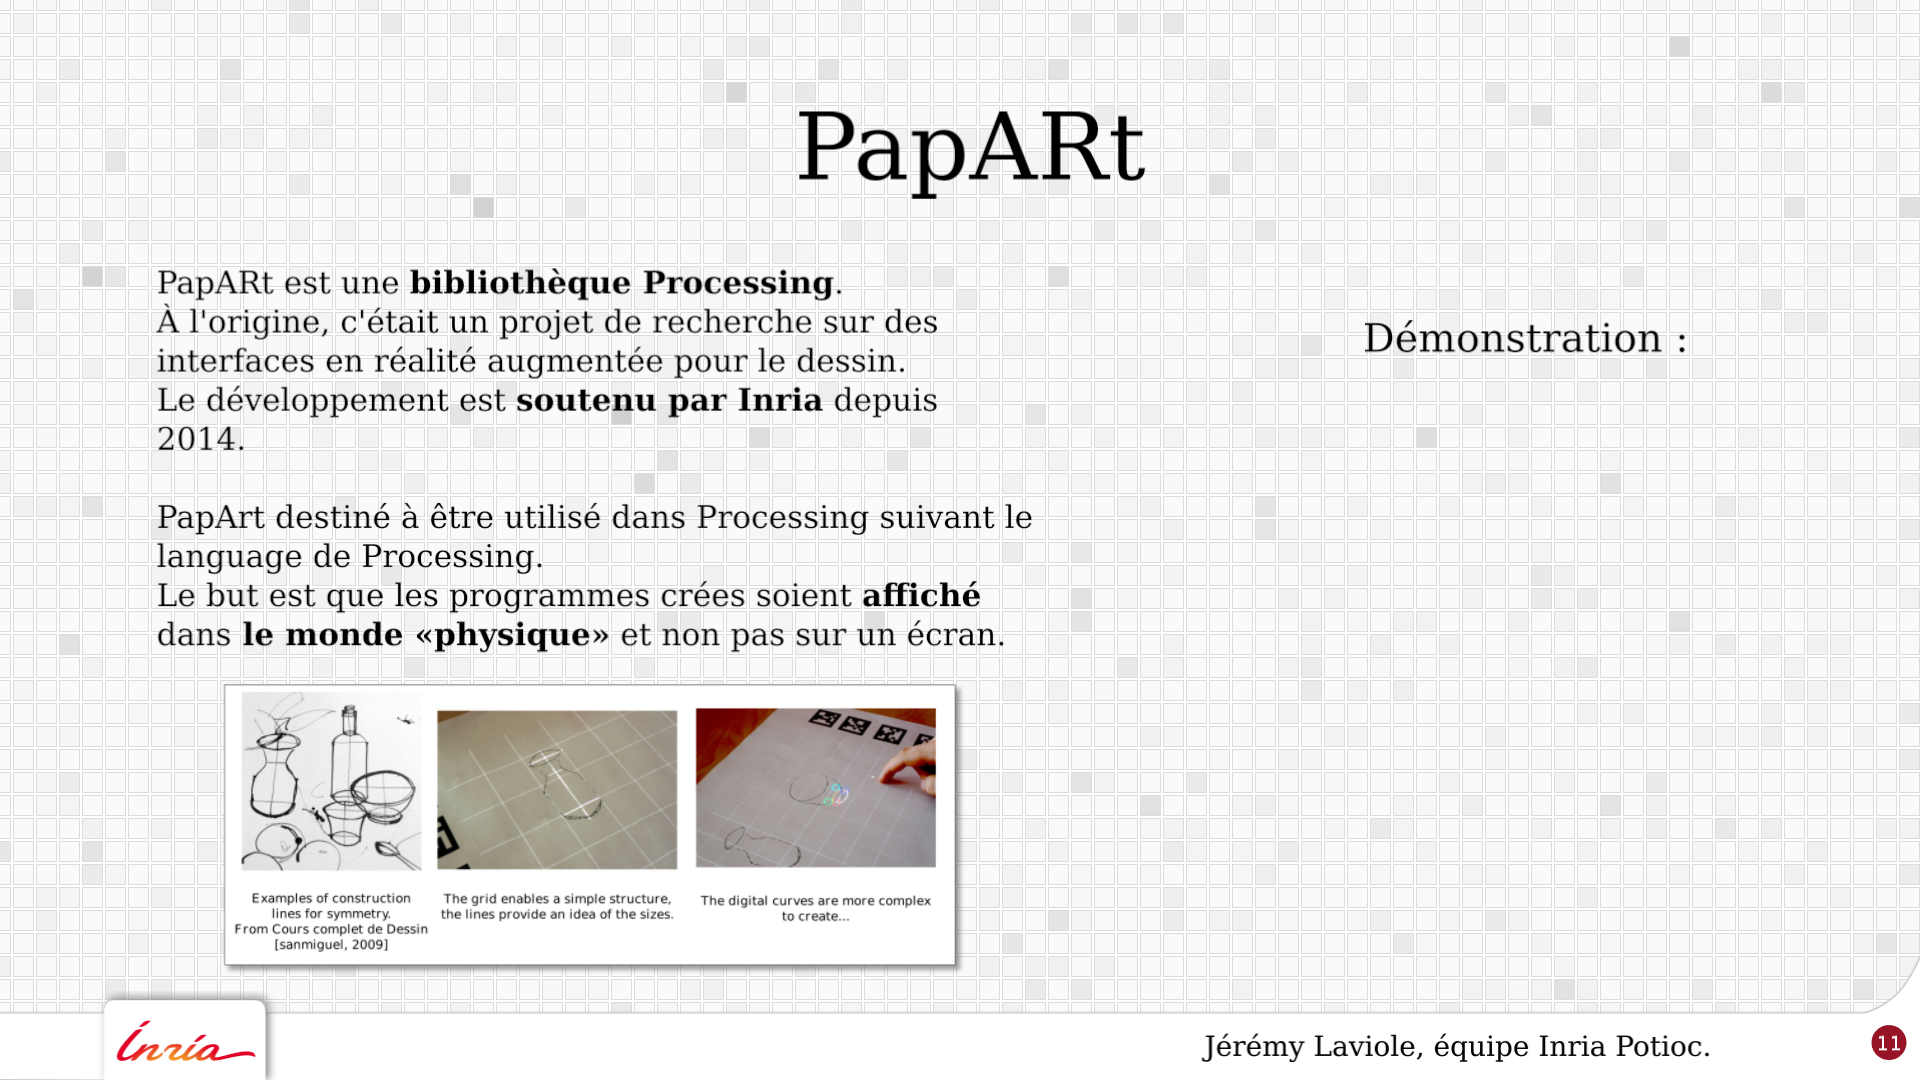 PapARt
PapARt est une bibliothèque Processing.
À l'origine, c'était un projet de recherche sur des
interfaces en réalité augmentée pour le dessin.
Le développement est soutenu par Inria depuis
2014.
PapArt destiné à être utilisé dans Processing suivant le
language de Processing.
Le but est que les programmes crées soient affiché
dans le monde «physique» et non pas sur un écran.
Démonstration :
Examples of construction
lines for symmetry.
From Cours complet de Dessin
[sanmiguel, 2009]
The grid enables a simple structure,
the lines provide an idea of the sizes.
The digital curves are more complex
to create...
Inria
Jérémy Laviole, équipe Inria Potioc.
11